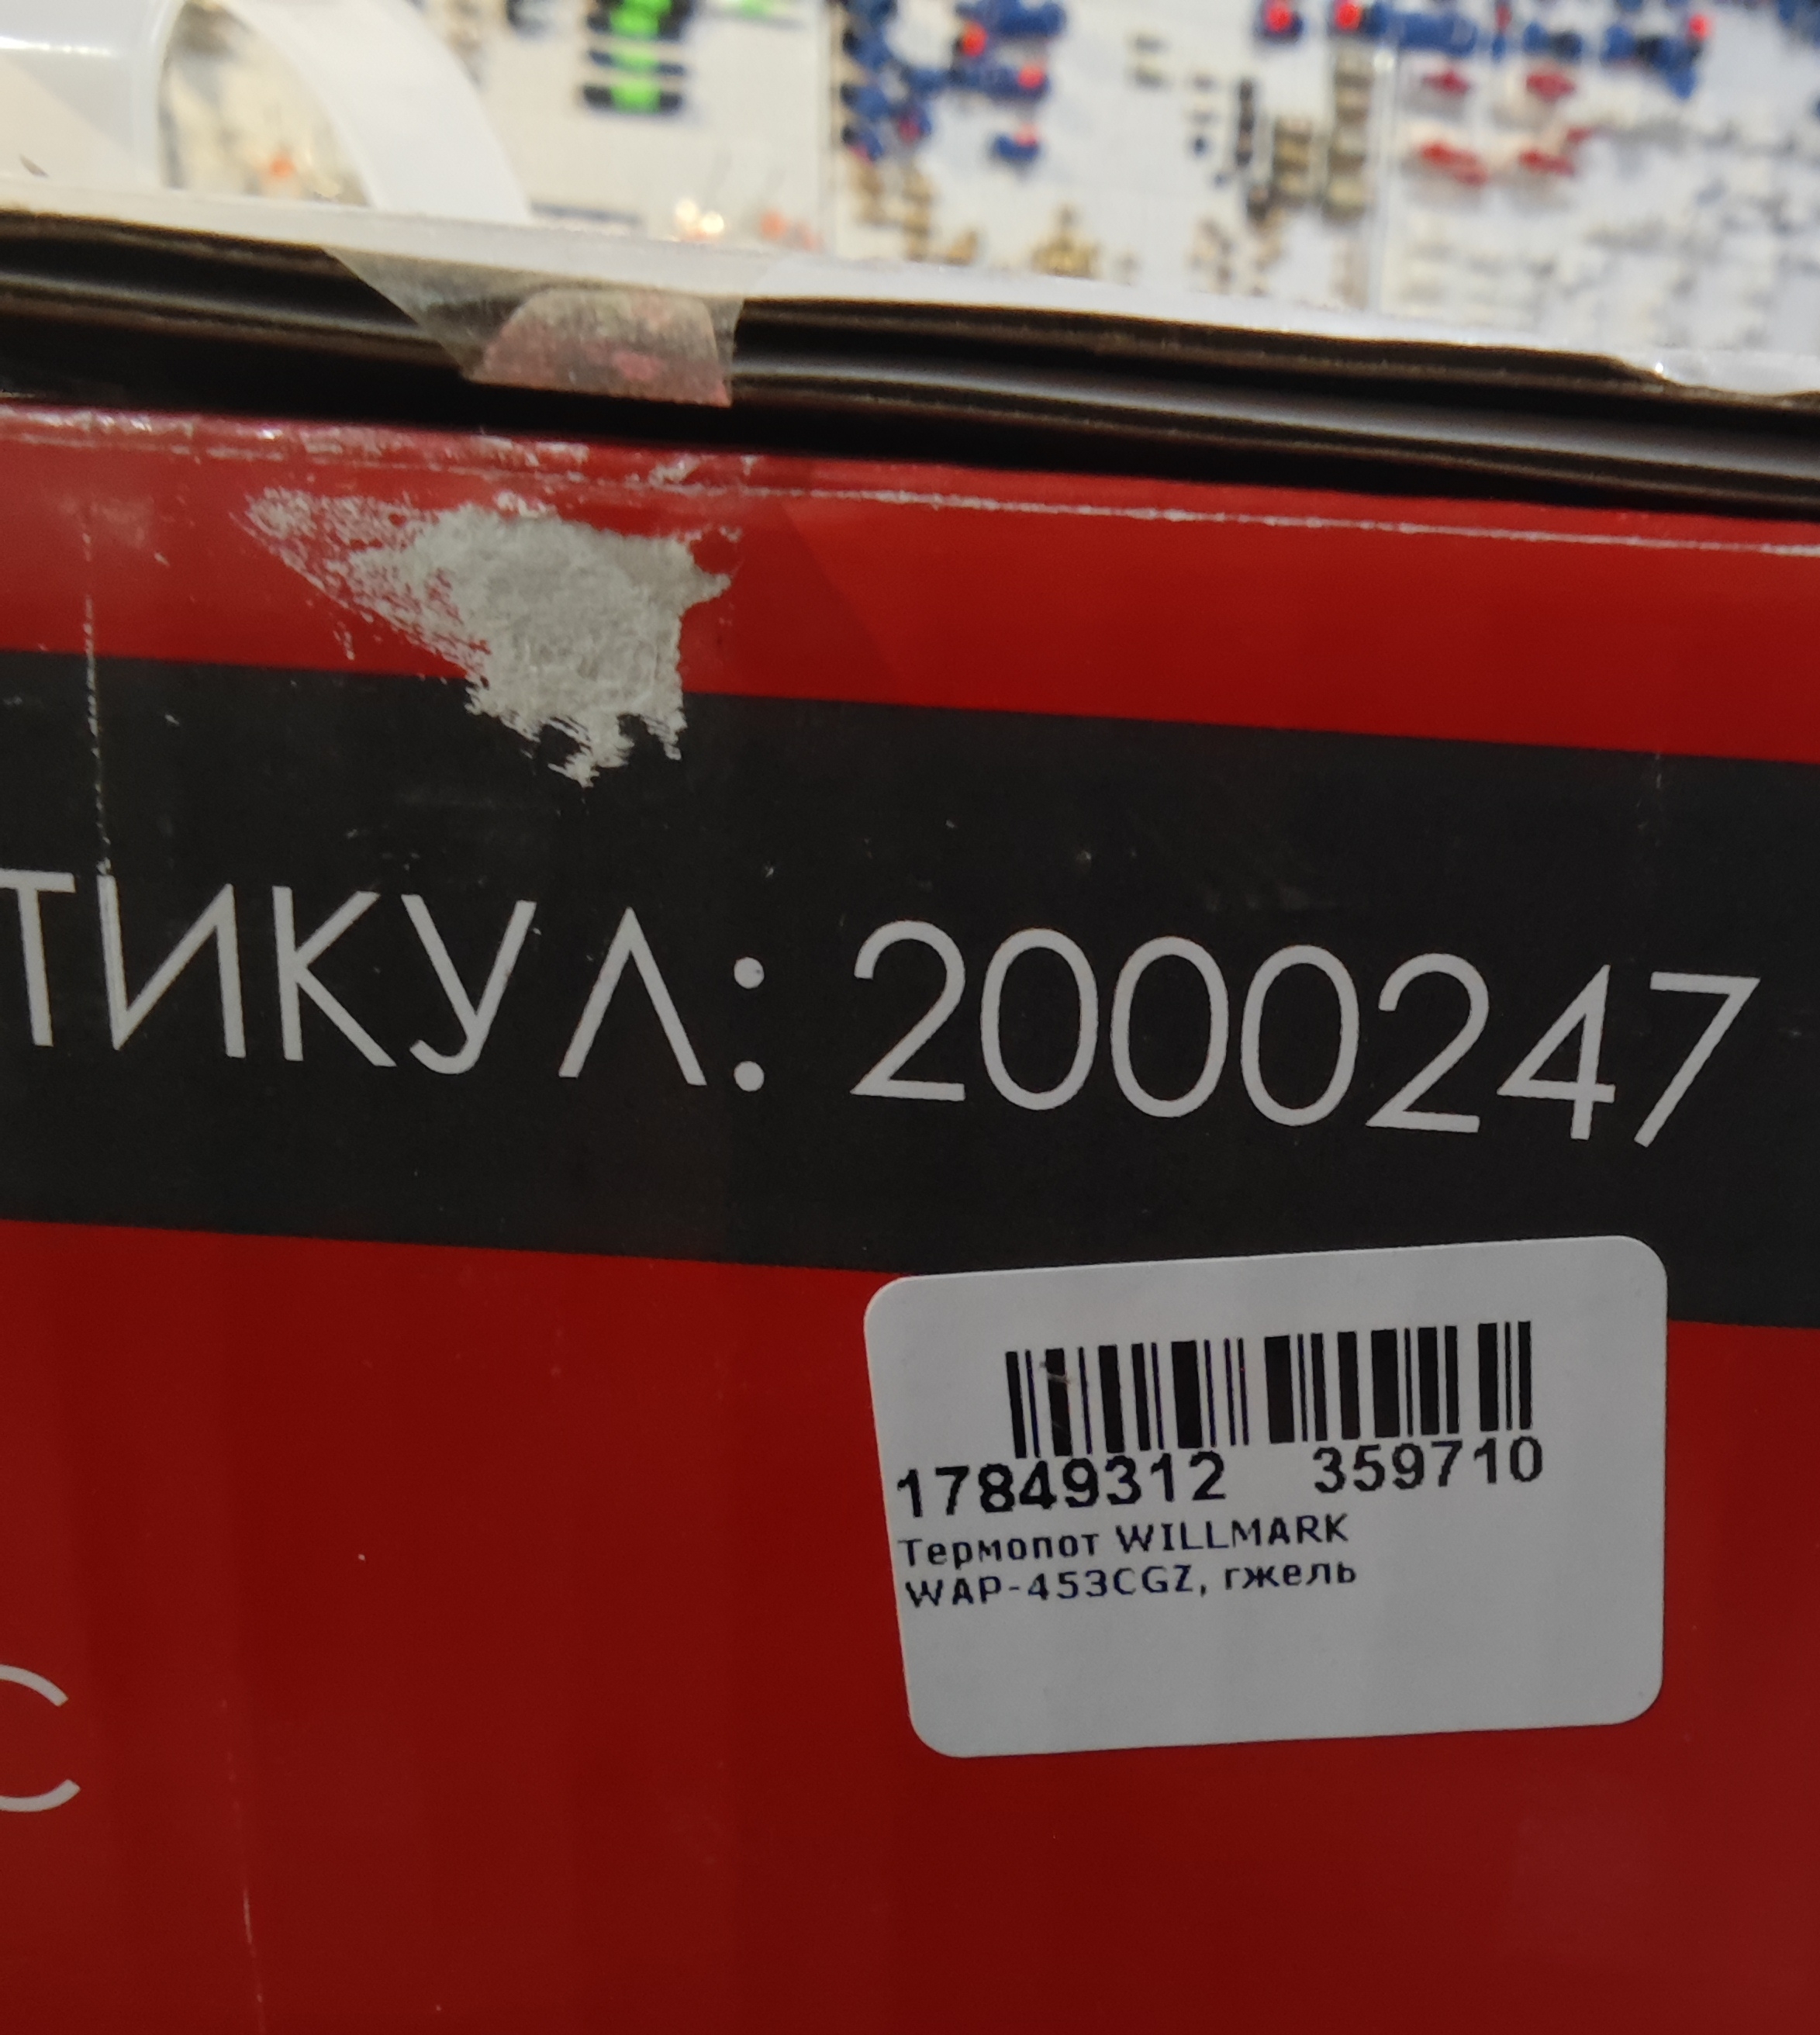 ТИКУЛ: 2000247
17849312 359710
Термопот WILLMARK
WAP-453CGZ, гжель
С